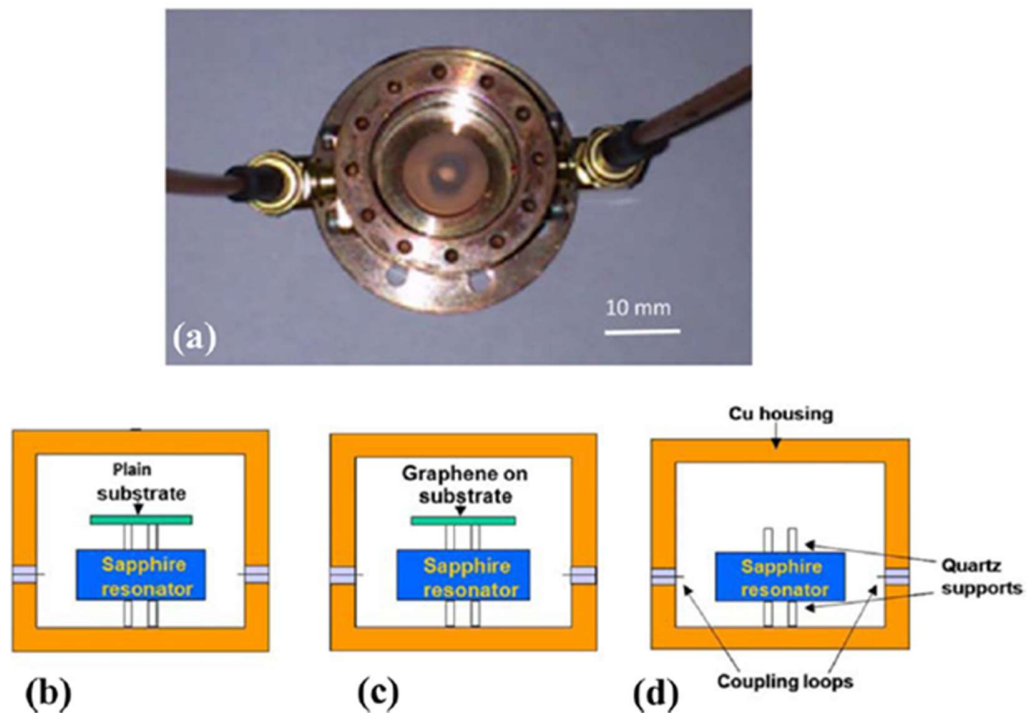 10 mm
(a)
Plain
substrate
Sapphire
resonator
(b)
Graphene on
substrate
Sapphire
resonator
(c)
Cu housing
Sapphire
resonator
Quartz
supports
Coupling loops
(d)